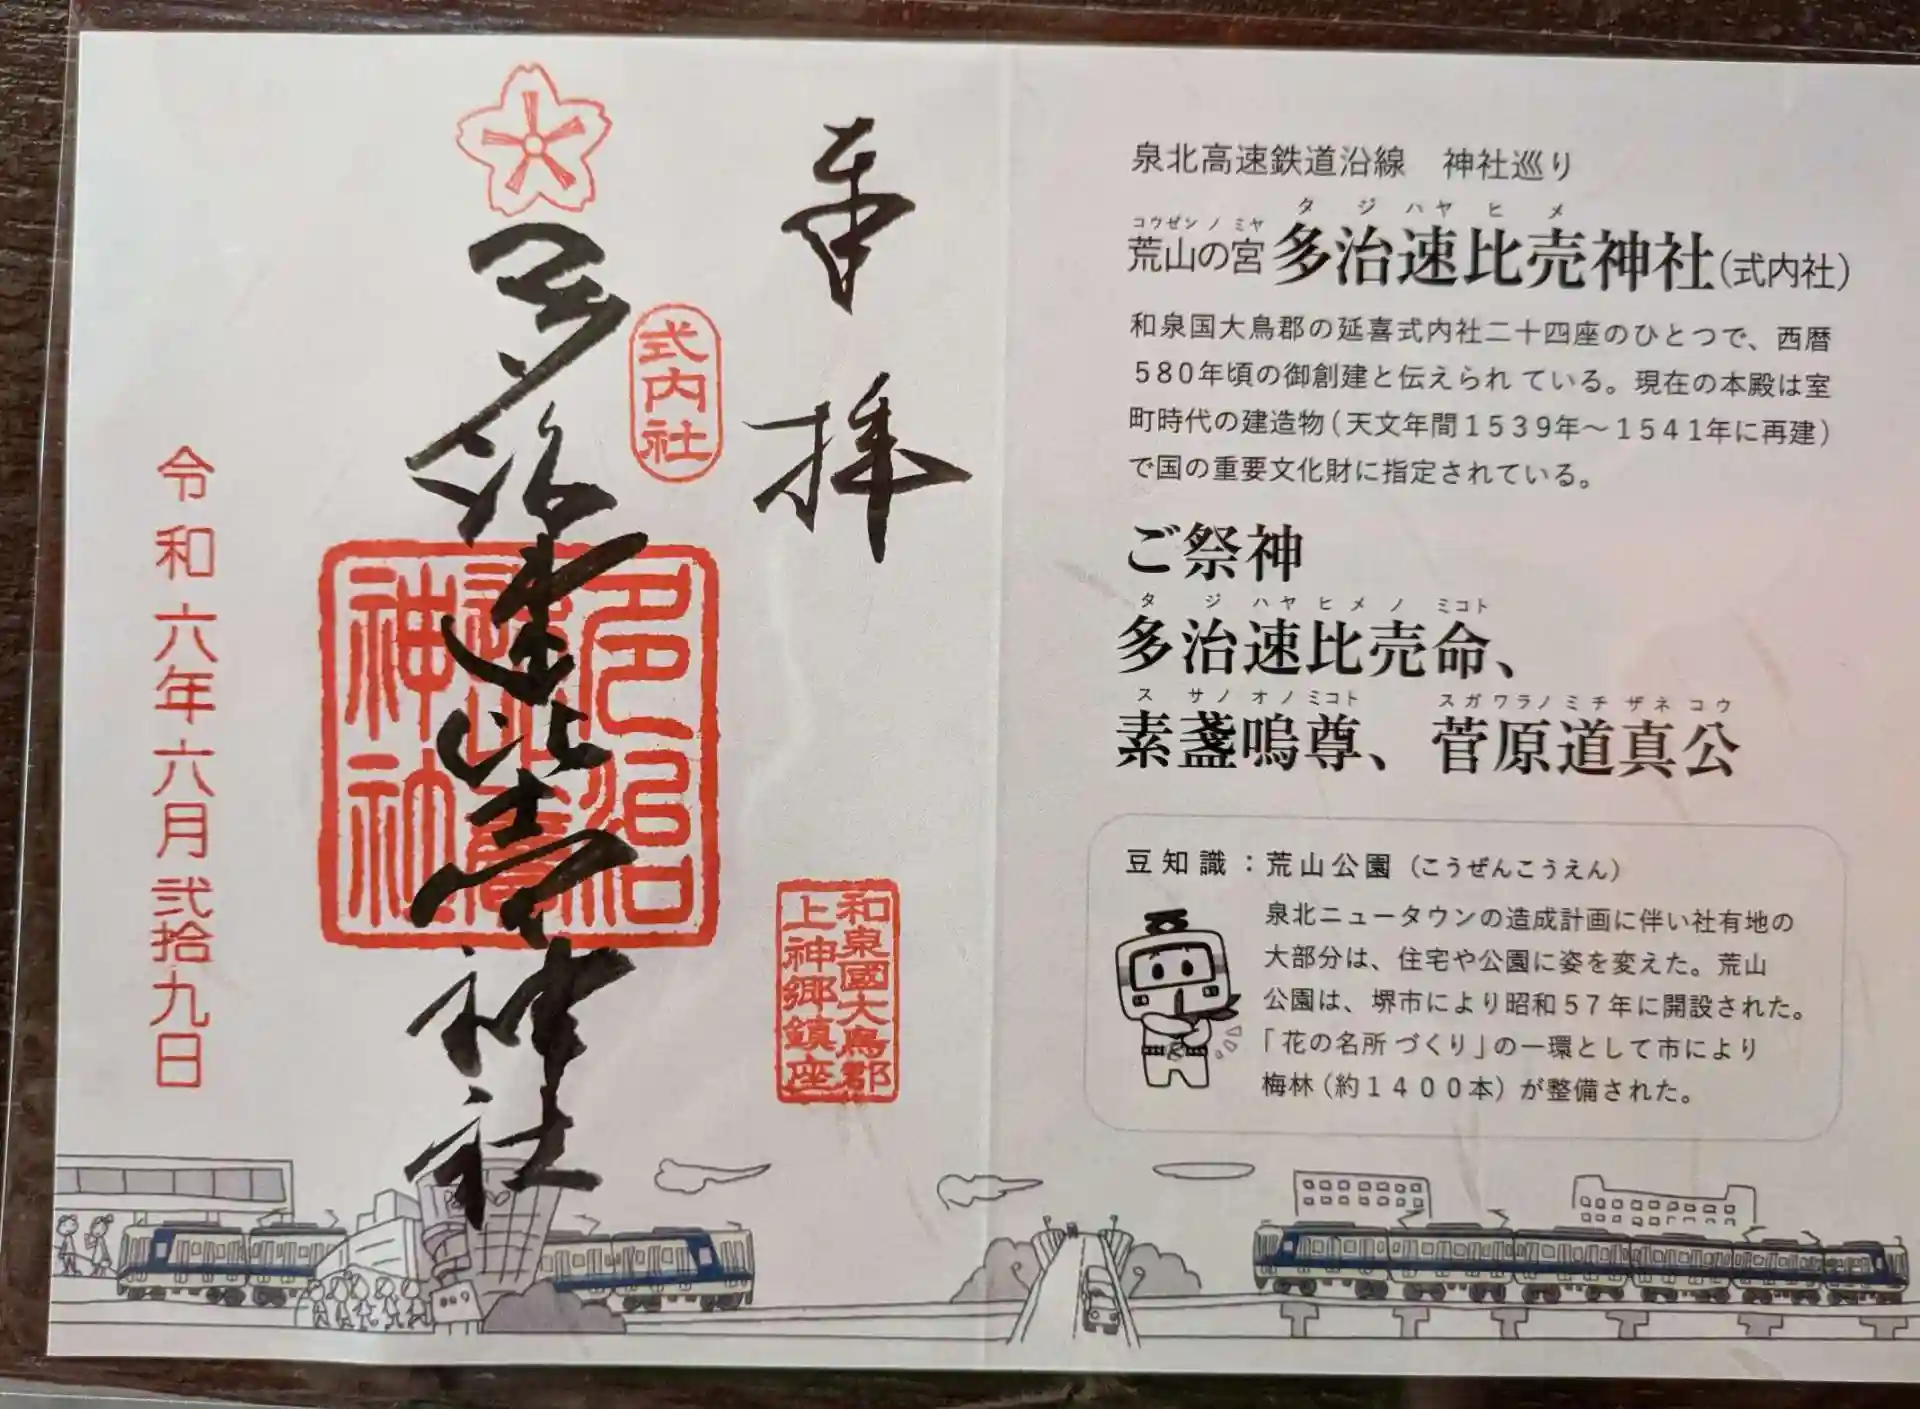 奉拝
式内社
多治速比売神社
多治速比売神社
和泉國大鳥郡
上神郷鎮座
令和六年六月弐拾九日
泉北高速鉄道沿線　神社巡り
コウゼン ノ ミヤ タ ジ ハヤ ヒ メ
荒山の宮 多治速比売神社(式内社)
和泉国大鳥郡の延喜式内社二十四座のひとつで、西暦
580年頃の御創建と伝えられ ている。現在の本殿は室
町時代の建造物(天文年間1539年～1541年に再建)
で国の重要文化財に指定されている。
ご祭神
タ ジ ハヤ ヒ メ ノ ミコト
多治速比売命、
ス サノ オノ ミコト スガワラノ ミチ ザネ コウ
素盞嗚尊、菅原道真公
豆知識：荒山公園（こうぜんこうえん）
泉北ニュータウンの造成計画に伴い社有地の
大部分は、住宅や公園に姿を変えた。荒山
公園は、堺市により昭和57年に開設された。
「花の名所 づくり」の一環として市により
梅林(約1400本) が整備された。